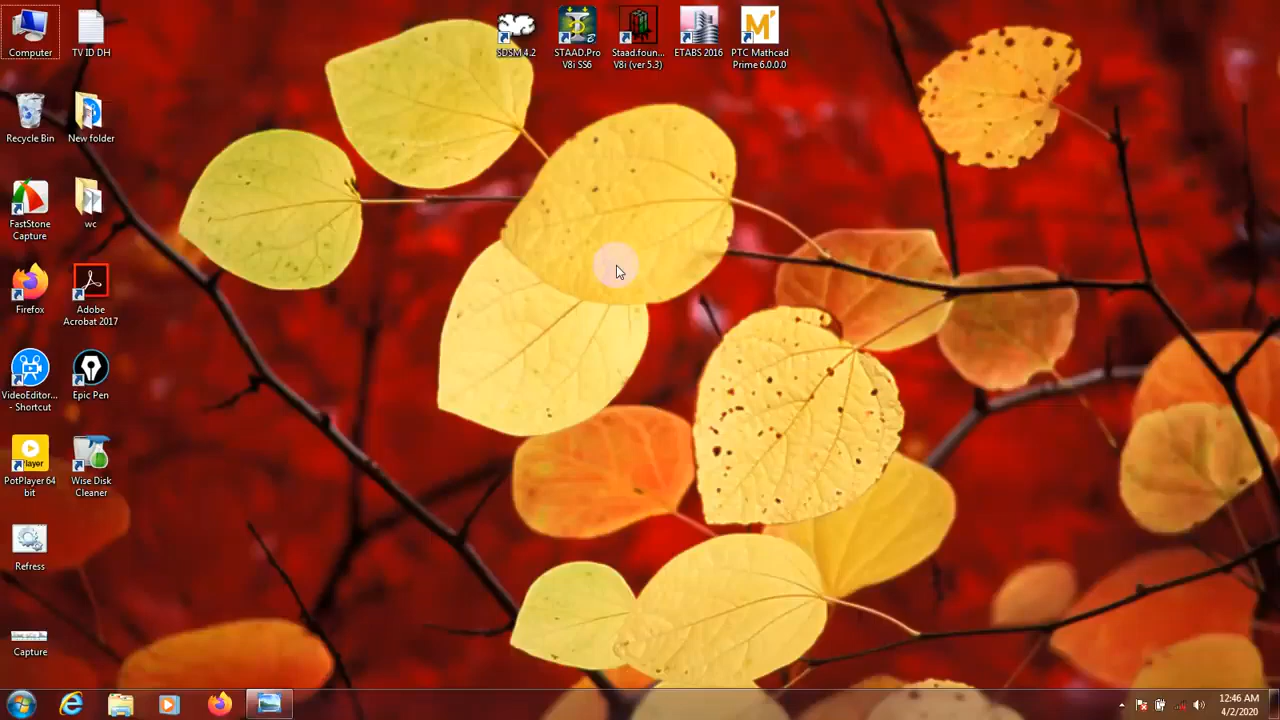 Computer
TV ID DH
SDSM.4.2
STAAD.Pro
V8i SS6
Staad.foun...
V8i (ver 5.3)
ETABS 2016
PTC Mathcad
Prime 6.0.0.0
Recycle Bin
New folder
FastStone
Capture
wc
Firefox
Adobe
Acrobat 2017
VideoEditor...
- Shortcut
Epic Pen
Player
PotPlayer 64
bit
Wise Disk
Cleaner
Refress
Capture
12:46 AM
4/2/2020